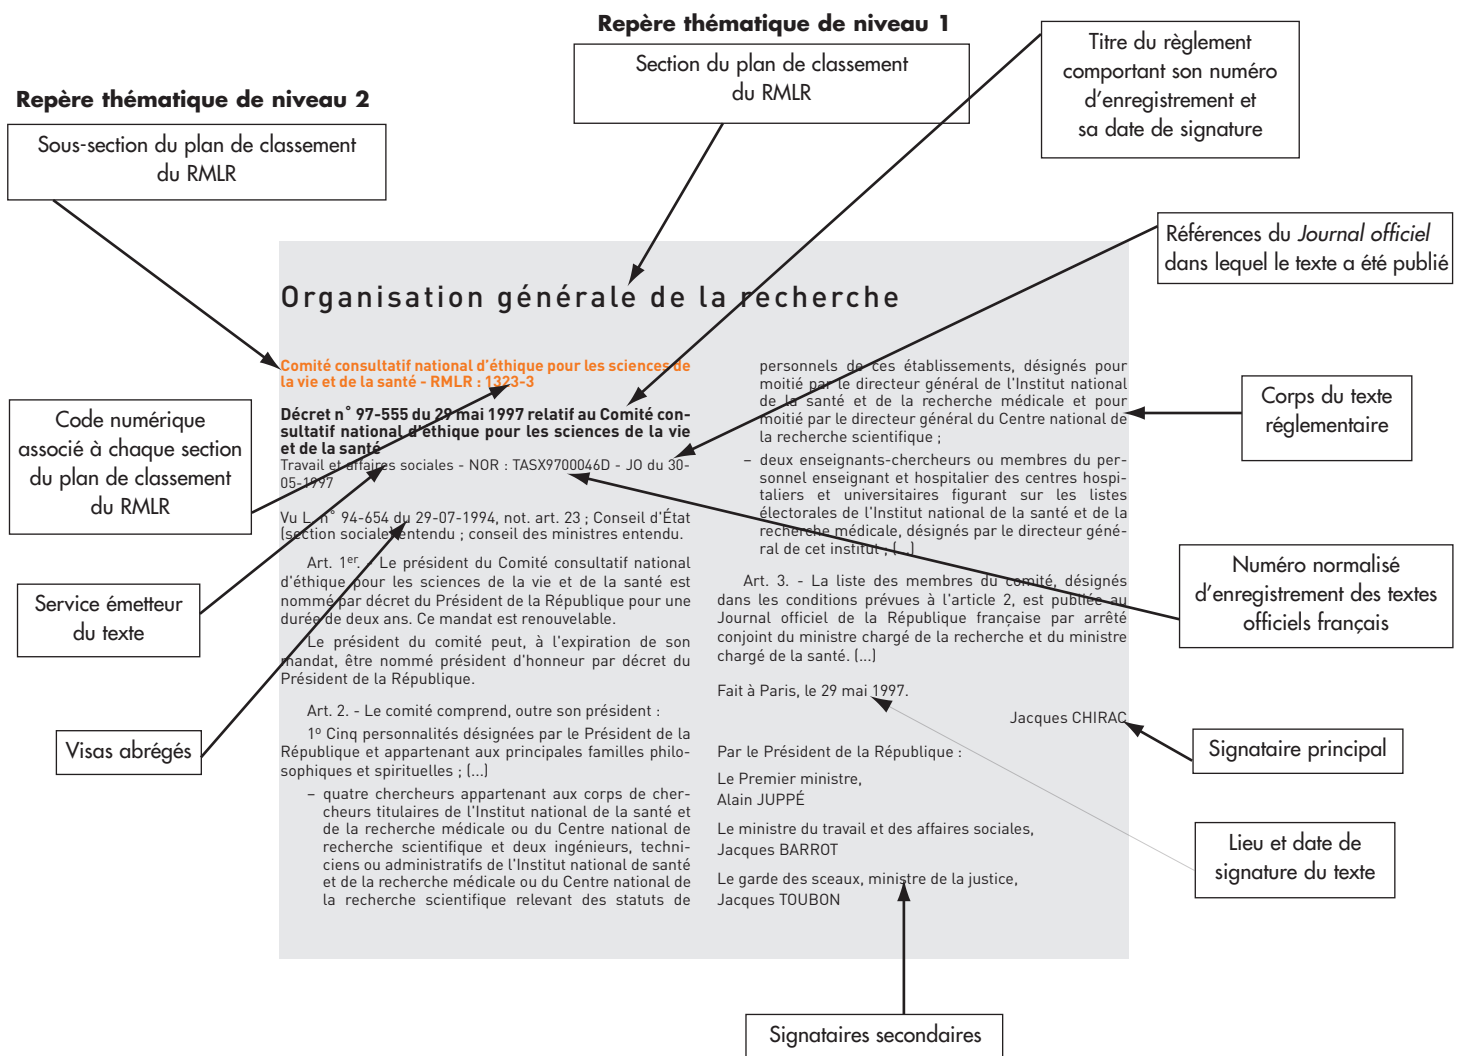 Repère thématique de niveau 1
Section du plan de classement
du RMLR
Titre du règlement
comportant son numéro
d'enregistrement et
sa date de signature
Repère thématique de niveau 2
Sous-section du plan de classement
du RMLR
Références du Journal officiel
dans lequel le texte a été publié
Organisation générale de la recherche
Comité consultatif national d'éthique pour les sciences de
la vie et de la santé - RMLR : 1323-3
Décret n° 97-555 du 29 mai 1997 relatif au Comité con-
sultatif national d'éthique pour les sciences de la vie
et de la santé
Travail et affaires sociales - NOR : TASX9700046D - JO du 30-
05-1997
Vu L. n° 94-654 du 29-07-1994, not. art. 23 ; Conseil d'État
(section sociale) entendu ; conseil des ministres entendu.
Art. 1er. - Le président du Comité consultatif national
d'éthique pour les sciences de la vie et de la santé est
nommé par décret du Président de la République pour une
durée de deux ans. Ce mandat est renouvelable.
Le président du comité peut, à l'expiration de son
mandat, être nommé président d'honneur par décret du
Président de la République.
Art. 2. - Le comité comprend, outre son président :
1° Cinq personnalités désignées par le Président de la
République et appartenant aux principales familles philo-
sophiques et spirituelles ; (...)
– quatre chercheurs appartenant aux corps de cher-
cheurs titulaires de l'Institut national de la santé et
de la recherche médicale ou du Centre national de
recherche scientifique et deux ingénieurs, techni-
ciens ou administratifs de l'Institut national de santé
et de la recherche médicale ou du Centre national de
la recherche scientifique relevant des statuts de
personnels de ces établissements, désignés pour
moitié par le directeur général de l'Institut national
de la santé et de la recherche médicale et pour
moitié par le directeur général du Centre national de
la recherche scientifique ;
– deux enseignants-chercheurs ou membres du per-
sonnel enseignant et hospitalier des centres hospi-
taliers et universitaires figurant sur les listes
électorales de l'Institut national de la santé et de la
recherche médicale, désignés par le directeur géné-
ral de cet institut ; (...)
Art. 3. - La liste des membres du comité, désignés
dans les conditions prévues à l'article 2, est publiée au
Journal officiel de la République française par arrêté
conjoint du ministre chargé de la recherche et du ministre
chargé de la santé. (...)
Fait à Paris, le 29 mai 1997.
Jacques CHIRAC
Par le Président de la République :
Le Premier ministre,
Alain JUPPÉ
Le ministre du travail et des affaires sociales,
Jacques BARROT
Le garde des sceaux, ministre de la justice,
Jacques TOUBON
Code numérique
associé à chaque section
du plan de classement
du RMLR
Service émetteur
du texte
Visas abrégés
Corps du texte
réglementaire
Numéro normalisé
d'enregistrement des textes
officiels français
Signataire principal
Lieu et date de
signature du texte
Signataires secondaires